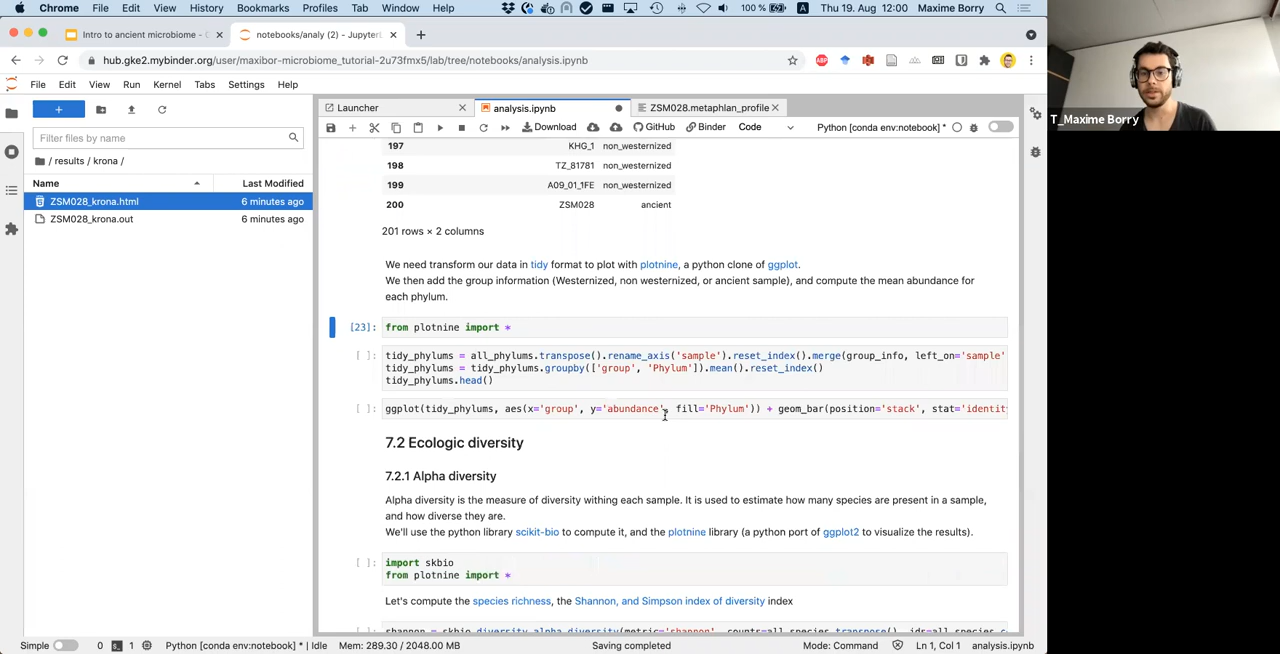 Chrome File Edit View History Bookmarks Profiles Tab Window Help 100 % A Thu 19. Aug 12:00 Maxime Borry
Intro to ancient microbiome - notebooks/analy (2) - Jupyter
hub.gke2.mybinder.org/user/maxibor-microbiome_tutorial-2u73fmx5/lab/tree/notebooks/analysis.ipynb
File Edit View Run Kernel Tabs Settings Help
Launcher
analysis.ipynb
ZSM028.metaphlan_profile
Download GitHub Binder Code Python [conda env:notebook] *
Filter files by name
/ results / krona /
Name Last Modified
ZSM028_krona.html 6 minutes ago
ZSM028_krona.out 6 minutes ago
197 KHG_1 non_westernized
198 TZ_81781 non_westernized
199 A09_01_1FE non_westernized
200 ZSM028 ancient
201 rows × 2 columns
We need transform our data in tidy format to plot with plotnine, a python clone of ggplot.
We then add the group information (Westernized, non westernized, or ancient sample), and compute the mean abundance for
each phylum.
[23]: from plotnine import *
[ ]: tidy_phylums = all_phylums.transpose().rename_axis('sample').reset_index().merge(group_info, left_on='sample'
tidy_phylums = tidy_phylums.groupby(['group', 'Phylum']).mean().reset_index()
tidy_phylums.head()
[ ]: ggplot(tidy_phylums, aes(x='group', y='abundance', fill='Phylum')) + geom_bar(position='stack', stat='identit
7.2 Ecologic diversity
7.2.1 Alpha diversity
Alpha diversity is the measure of diversity withing each sample. It is used to estimate how many species are present in a sample,
and how diverse they are.
We'll use the python library scikit-bio to compute it, and the plotnine library (a python port of ggplot2 to visualize the results).
[ ]: import skbio
from plotnine import *
Let's compute the species richness, the Shannon, and Simpson index of diversity index
[ ]: shannon = skbio.diversity.alpha_diversity(metric='shannon', counts=all_species.transpose(), ids=all_species.c
Simple 0 1 Python [conda env:notebook] * | Idle Mem: 289.30 / 2048.00 MB Saving completed Mode: Command Ln 1, Col 1 analysis.ipynb
T_Maxime Borry